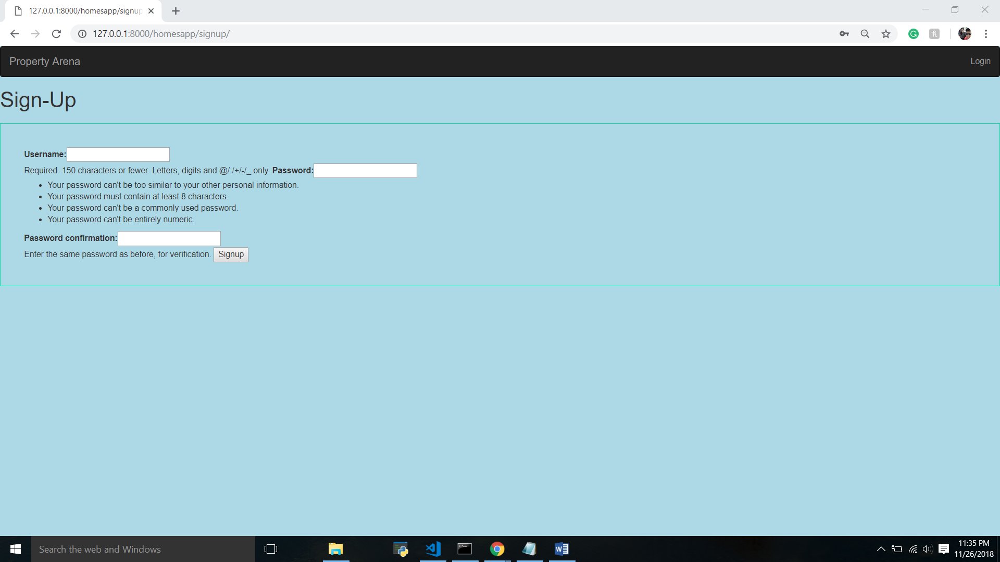 127.0.0.1:8000/homesapp/signup
127.0.0.1:8000/homesapp/signup/
Property Arena
Login
Sign-Up
Username:
Required. 150 characters or fewer. Letters, digits and @/./+/-/_ only. Password:
Your password can't be too similar to your other personal information.
Your password must contain at least 8 characters.
Your password can't be a commonly used password.
Your password can't be entirely numeric.
Password confirmation:
Enter the same password as before, for verification. Signup
Search the web and Windows
11:35 PM
11/26/2018